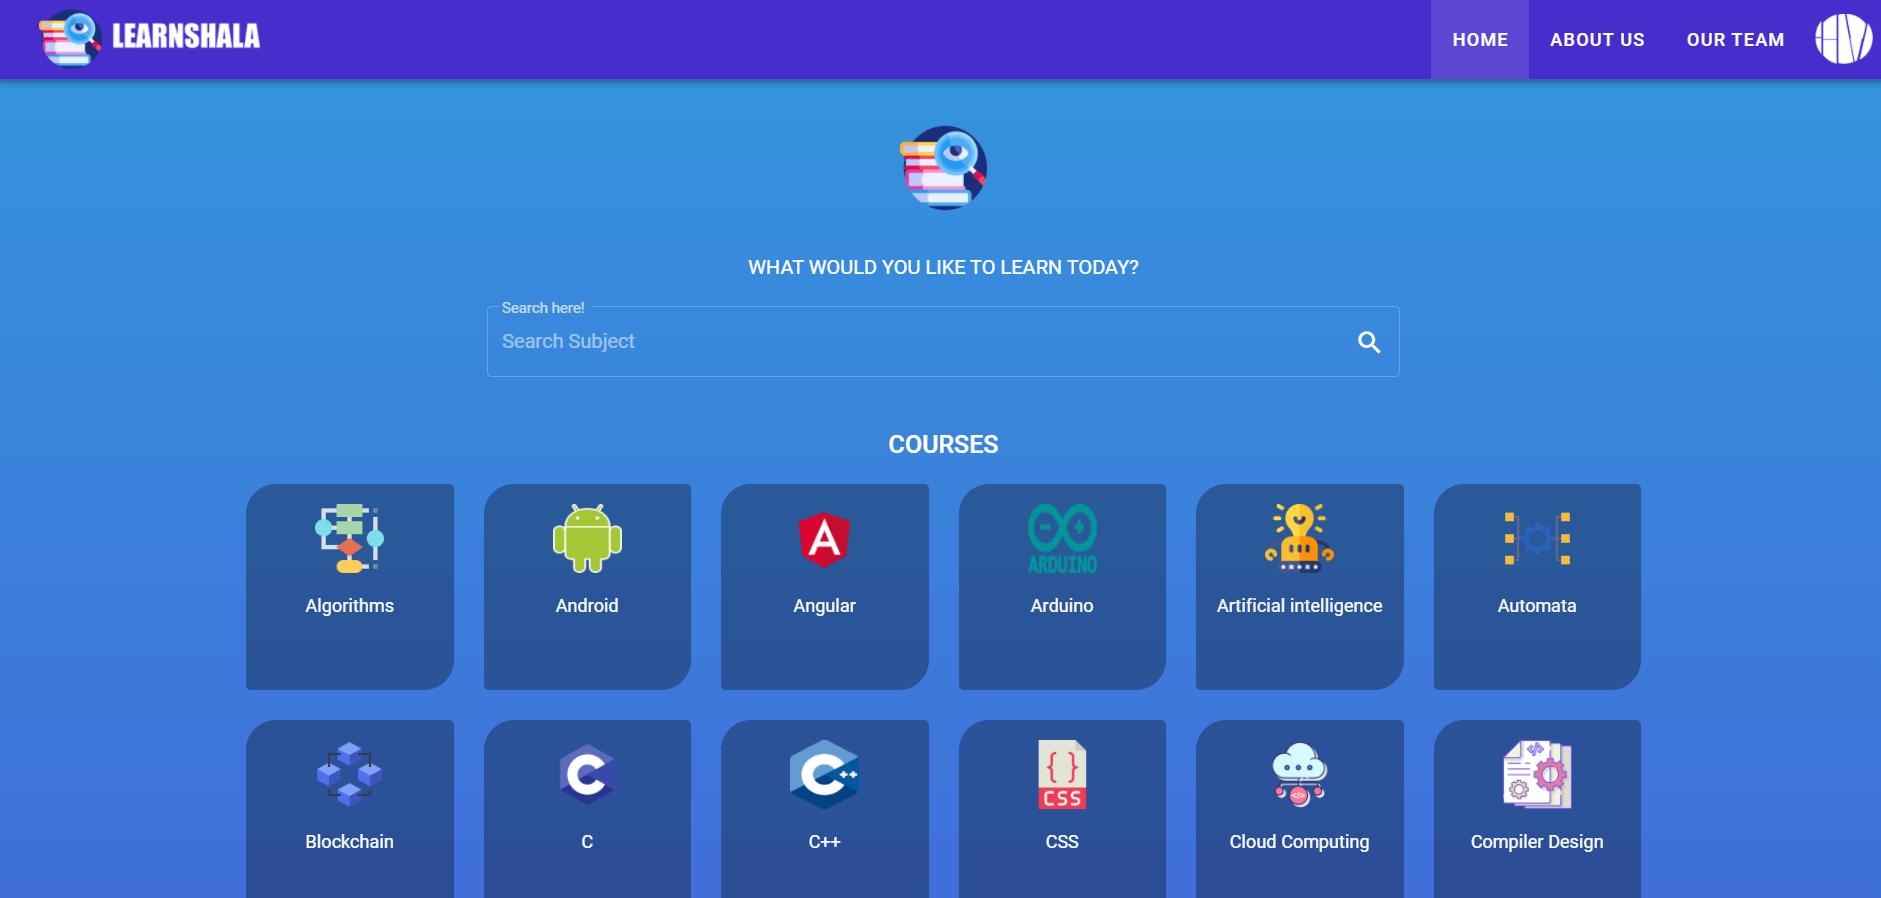 LEARNSHALA
HOME
ABOUT US
OUR TEAM
HV
WHAT WOULD YOU LIKE TO LEARN TODAY?
Search here!
Search Subject
COURSES
A
ARDUINO
Algorithms
Android
Angular
Arduino
Artificial intelligence
Automata
C
C++
{ }
CSS
</>
</>
Blockchain
C
C++
CSS
Cloud Computing
Compiler Design